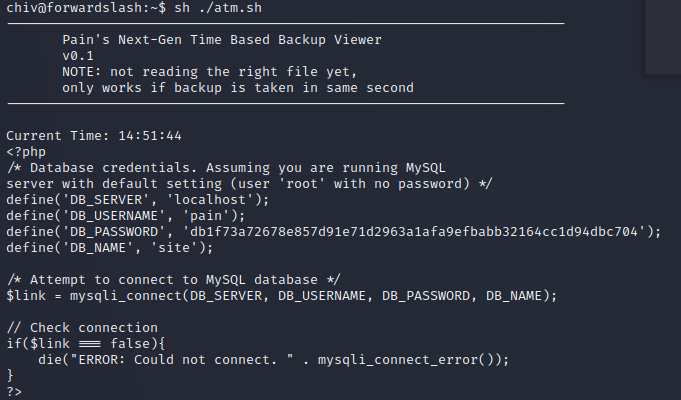 chiv@forwardslash:~$ sh ./atm.sh
Pain's Next-Gen Time Based Backup Viewer
v0.1
NOTE: not reading the right file yet,
only works if backup is taken in same second
Current Time: 14:51:44
<?php
/* Database credentials. Assuming you are running MySQL
server with default setting (user 'root' with no password) */
define('DB_SERVER', 'localhost');
define('DB_USERNAME', 'pain');
define('DB_PASSWORD', 'db1f73a72678e857d91e71d2963a1afa9efbabb32164cc1d94dbc704');
define('DB_NAME', 'site');
/* Attempt to connect to MySQL database */
$link = mysqli_connect(DB_SERVER, DB_USERNAME, DB_PASSWORD, DB_NAME);
// Check connection
if($link === false){
die("ERROR: Could not connect. " . mysqli_connect_error());
}
?>